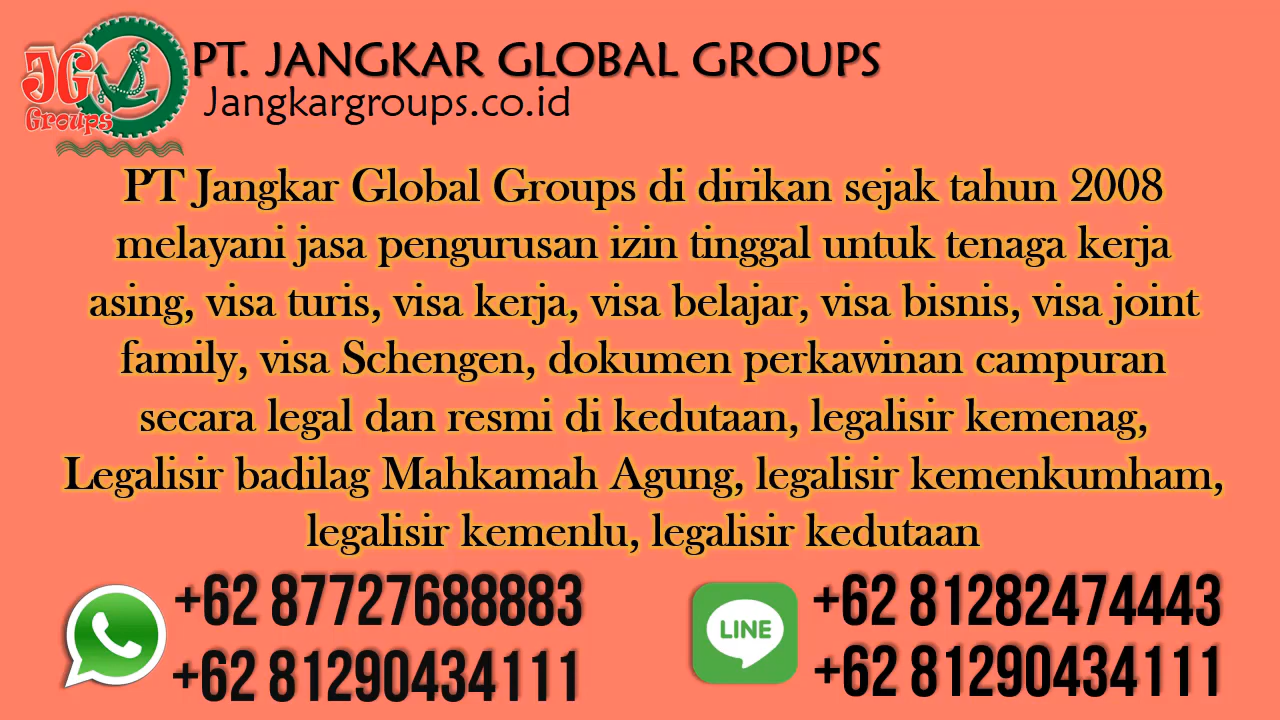 JG
Groups
PT. JANGKAR GLOBAL GROUPS
Jangkargroups.co.id
PT Jangkar Global Groups di dirikan sejak tahun 2008
melayani jasa pengurusan izin tinggal untuk tenaga kerja
asing, visa turis, visa kerja, visa belajar, visa bisnis, visa joint
family, visa Schengen, dokumen perkawinan campuran
secara legal dan resmi di kedutaan, legalisir kemenag,
Legalisir badilag Mahkamah Agung, legalisir kemenkumham,
legalisir kemenlu, legalisir kedutaan
+62 87727688883
+62 81290434111
LINE
+62 81282474443
+62 81290434111